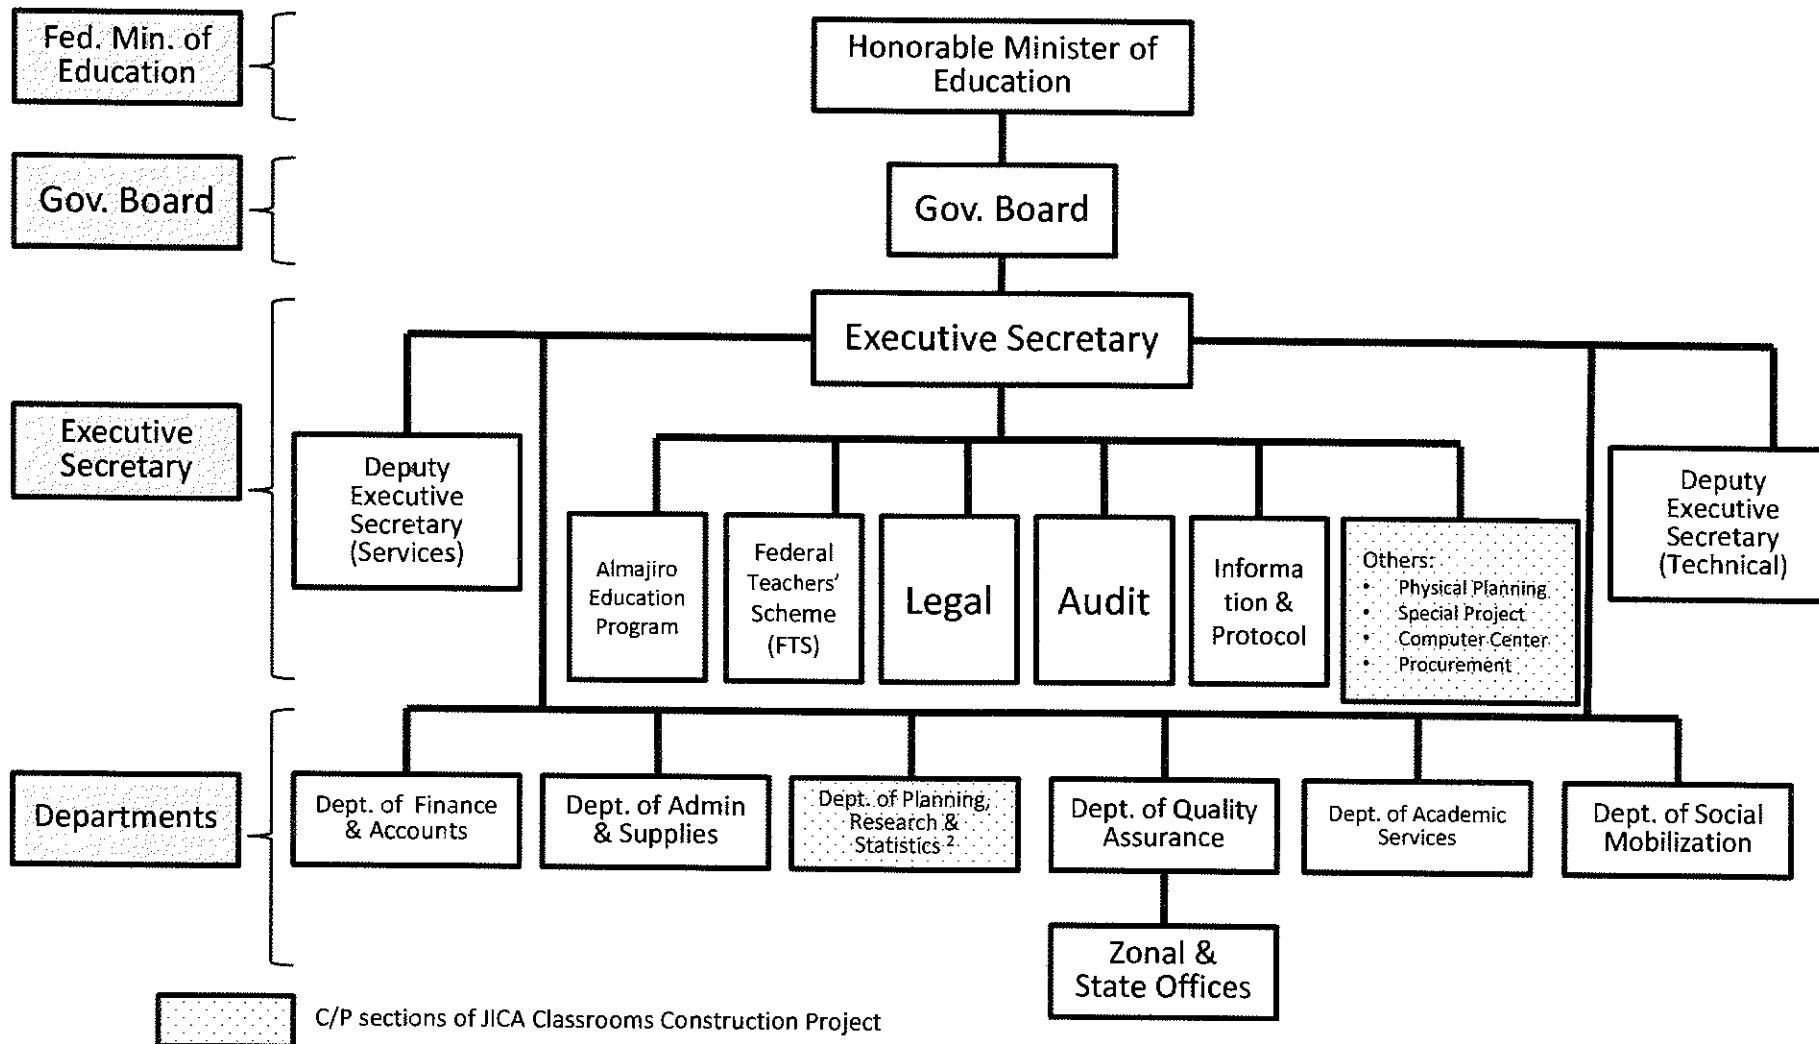 Fed. Min. of
Education
Honorable Minister of
Education
Gov. Board
Gov. Board
Executive Secretary
Executive
Secretary
Deputy
Executive
Secretary
(Services)
Almajiro
Education
Program
Federal
Teachers'
Scheme
(FTS)
Legal
Audit
Informa
tion &
Protocol
Others:
• Physical Planning
• Special Project
• Computer Center
• Procurement
Deputy
Executive
Secretary
(Technical)
Departments
Dept. of Finance
& Accounts
Dept. of Admin
& Supplies
Dept. of Planning,
Research &
Statistics ²
Dept. of Quality
Assurance
Dept. of Academic
Services
Dept. of Social
Mobilization
Zonal &
State Offices
C/P sections of JICA Classrooms Construction Project